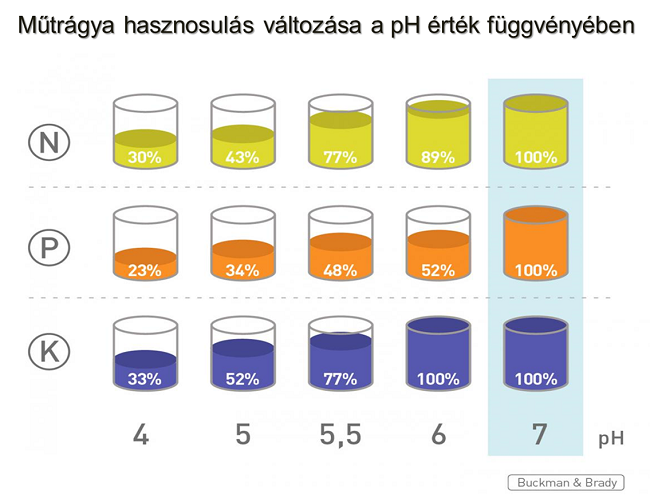 Műtrágya hasznosulás változása a pH érték függvényében
N 30% 43% 77% 89% 100%
P 23% 34% 48% 52% 100%
K 33% 52% 77% 100% 100%
4 5 5,5 6 7 pH
Buckman & Brady